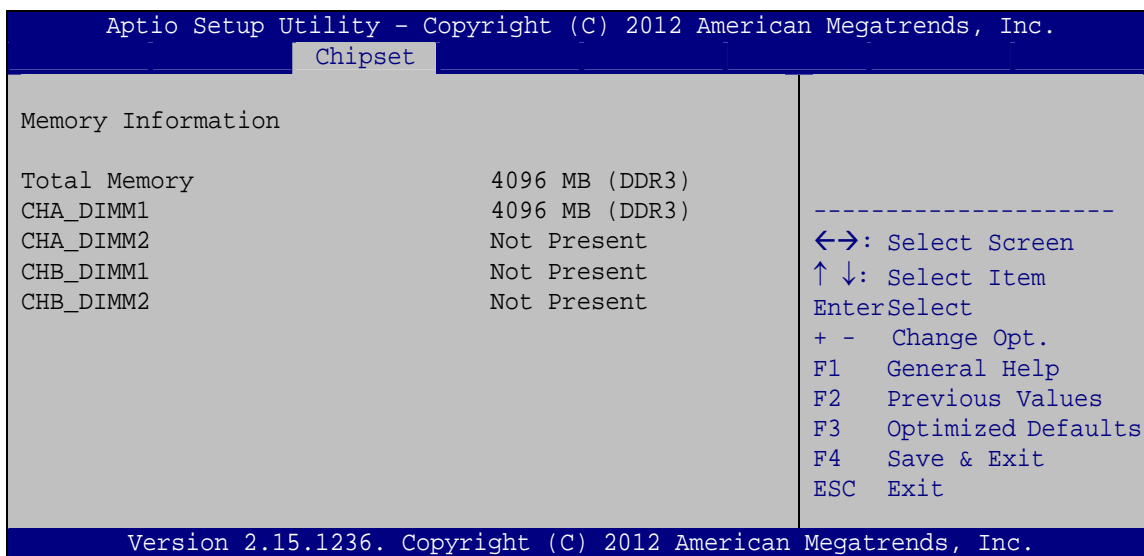 Aptio Setup Utility – Copyright (C) 2012 American Megatrends, Inc.
Chipset
Memory Information
Total Memory 4096 MB (DDR3)
CHA_DIMM1 4096 MB (DDR3)
CHA_DIMM2 Not Present
CHB_DIMM1 Not Present
CHB_DIMM2 Not Present
---------------------
←→: Select Screen
↑ ↓: Select Item
EnterSelect
+ - Change Opt.
F1 General Help
F2 Previous Values
F3 Optimized Defaults
F4 Save & Exit
ESC Exit
Version 2.15.1236. Copyright (C) 2012 American Megatrends, Inc.